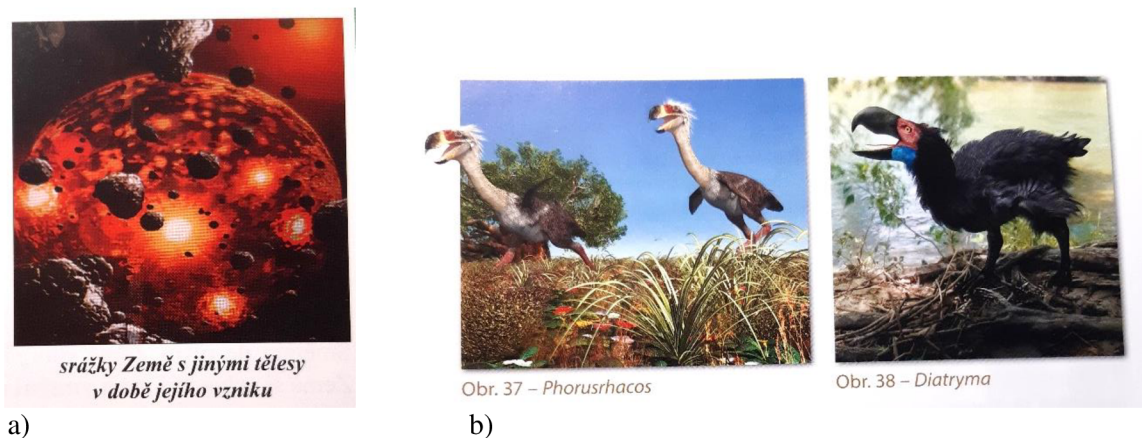 srážky Země s jinými tělesy
v době jejího vzniku
Obr. 37 – Phorusrhacos
Obr. 38 – Diatryma
a)
b)